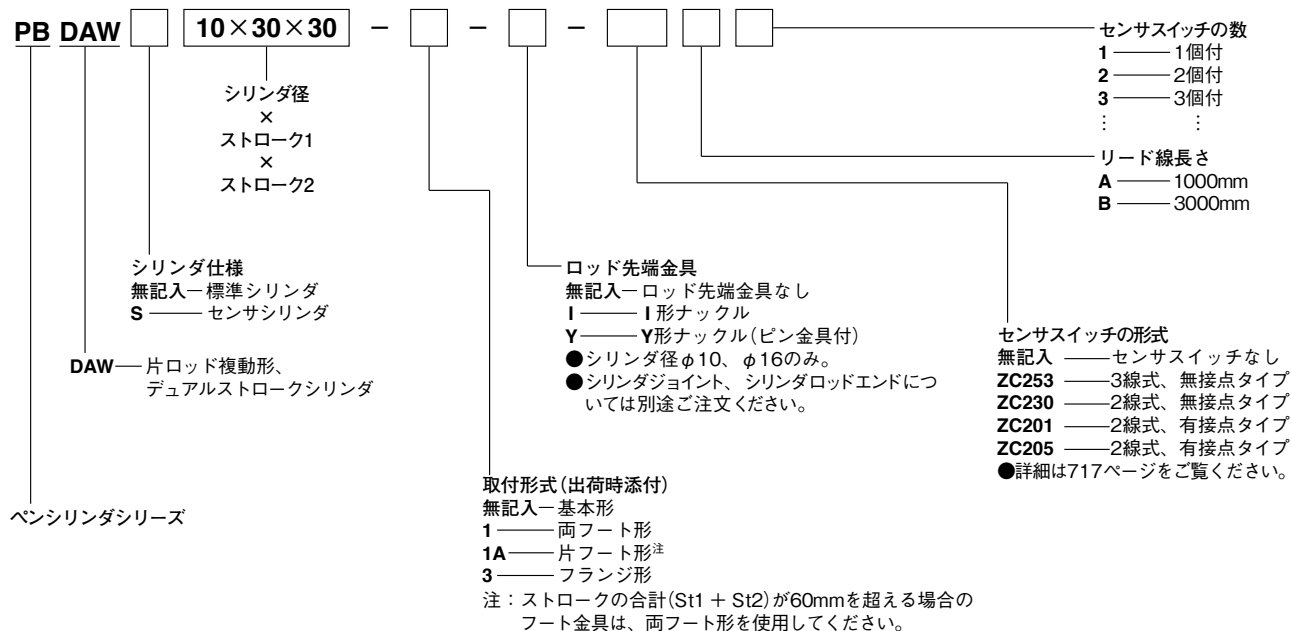 PB DAW 10×30×30 － － －
シリンダ径
×
ストローク1
×
ストローク2
センサスイッチの数
1 1個付
2 2個付
3 3個付
⋮ ⋮
リード線長さ
A 1000mm
B 3000mm
シリンダ仕様
無記入 標準シリンダ
S センサシリンダ
DAW 片ロッド複動形、
デュアルストロークシリンダ
ロッド先端金具
無記入 ロッド先端金具なし
I I 形ナックル
Y Y形ナックル(ピン金具付)
●シリンダ径φ10、φ16のみ。
●シリンダジョイント、シリンダロッドエンドにつ
いては別途ご注文ください。
センサスイッチの形式
無記入 センサスイッチなし
ZC253 3線式、無接点タイプ
ZC230 2線式、無接点タイプ
ZC201 2線式、有接点タイプ
ZC205 2線式、有接点タイプ
●詳細は717ページをご覧ください。
取付形式(出荷時添付)
無記入 基本形
1 両フート形
1A 片フート形注
3 フランジ形
注：ストロークの合計(St1 + St2)が60mmを超える場合の
フート金具は、両フート形を使用してください。
ペンシリンダシリーズ